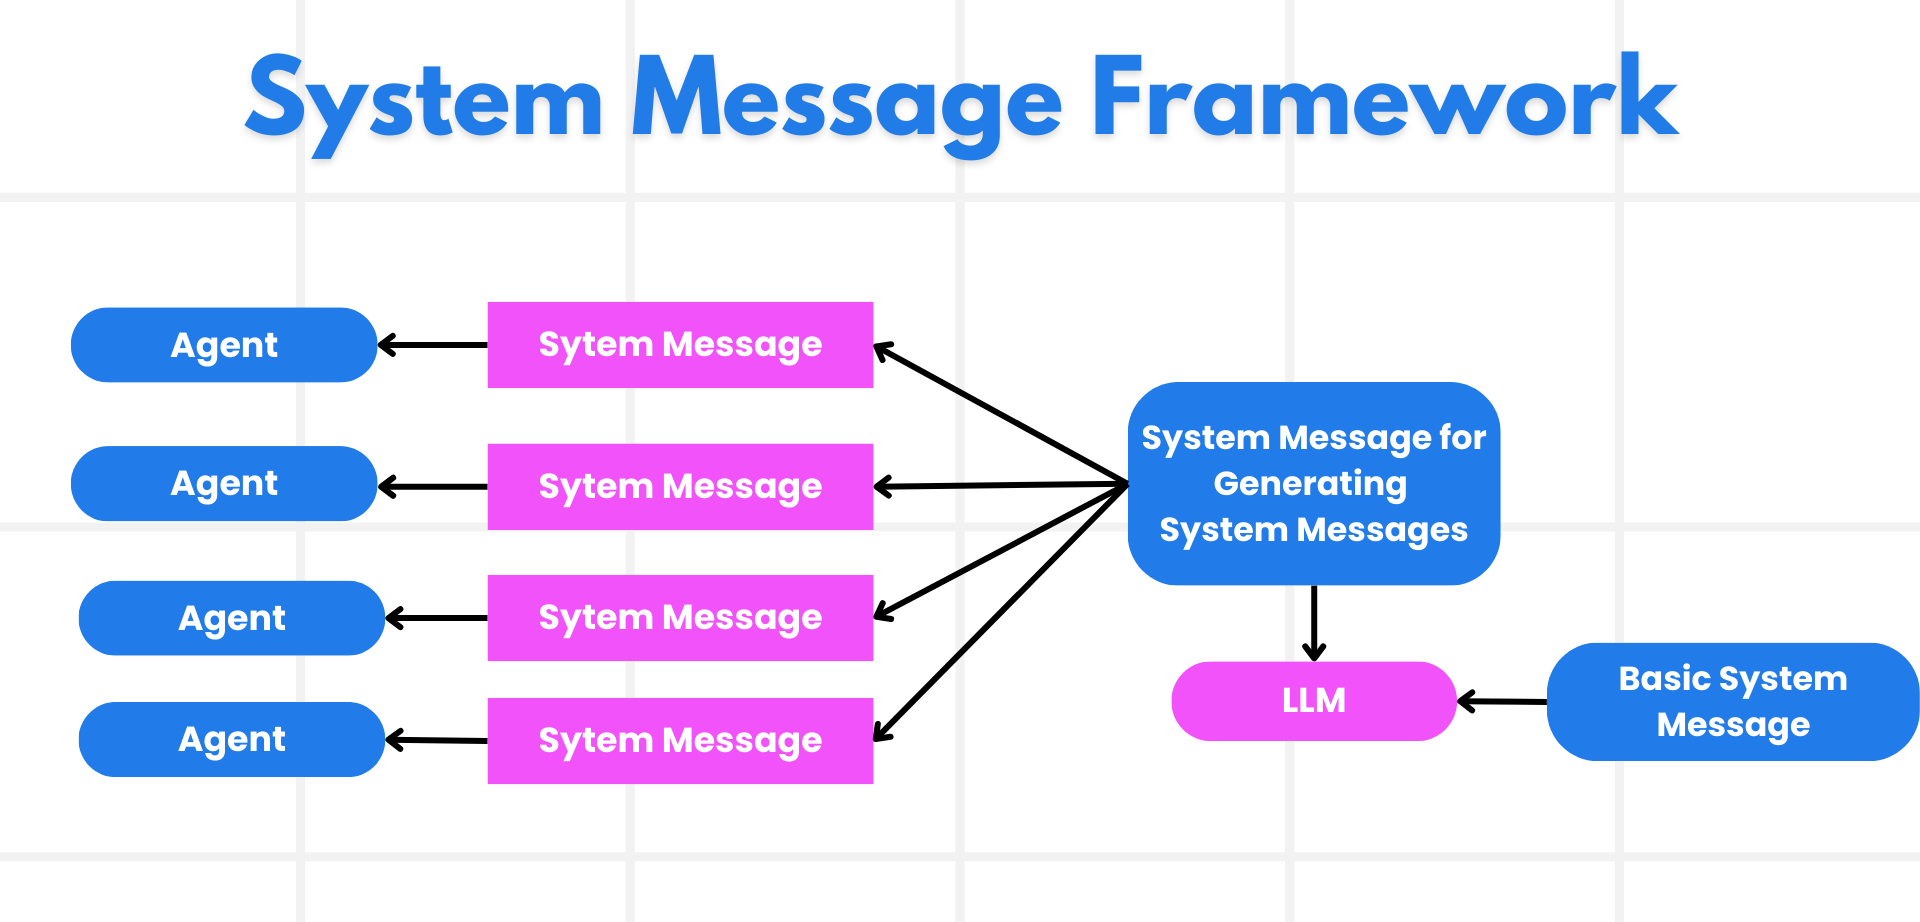 System Message Framework
Agent
Sytem Message
Agent
Sytem Message
Agent
Sytem Message
Agent
Sytem Message
System Message for
Generating
System Messages
LLM
Basic System
Message